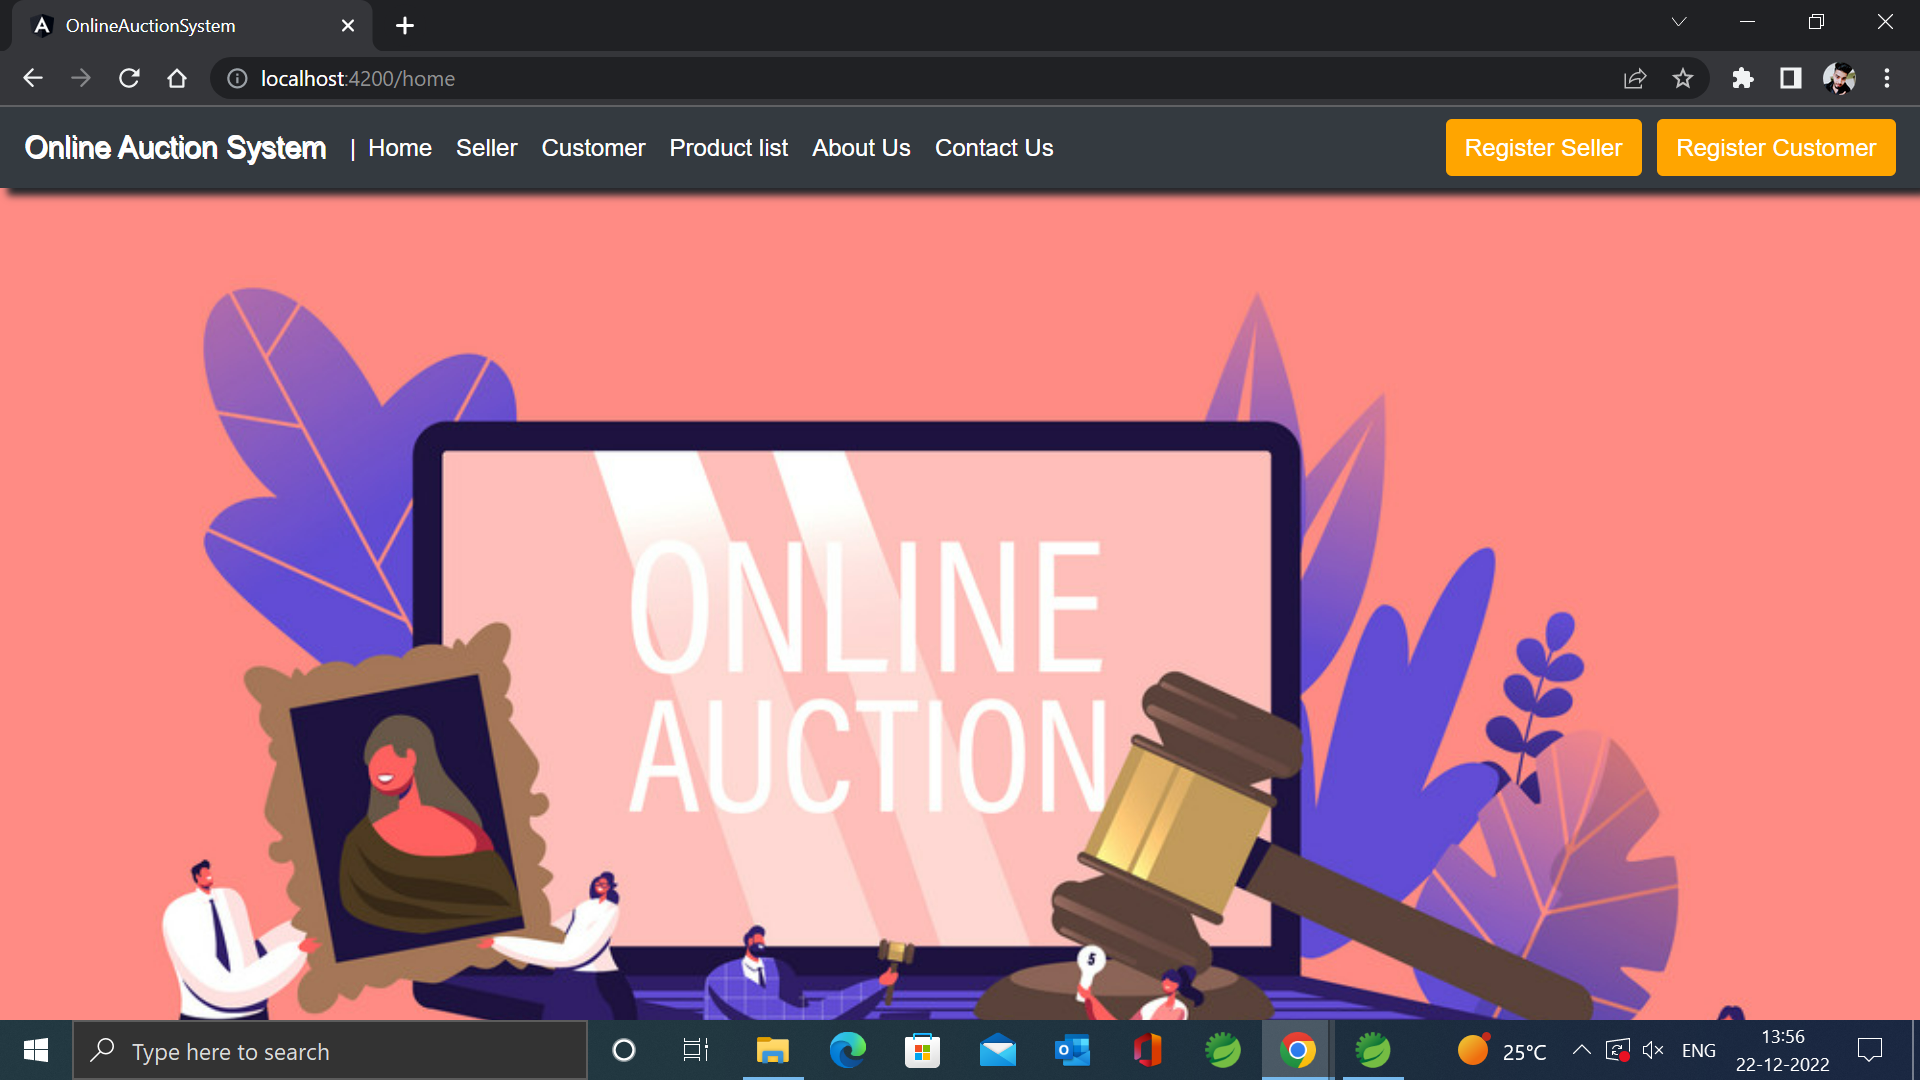 OnlineAuctionSystem
localhost:4200/home
Online Auction System | Home Seller Customer Product list About Us Contact Us Register Seller Register Customer
ONLINE
AUCTION
5
Type here to search
25°C
ENG
13:56
22-12-2022